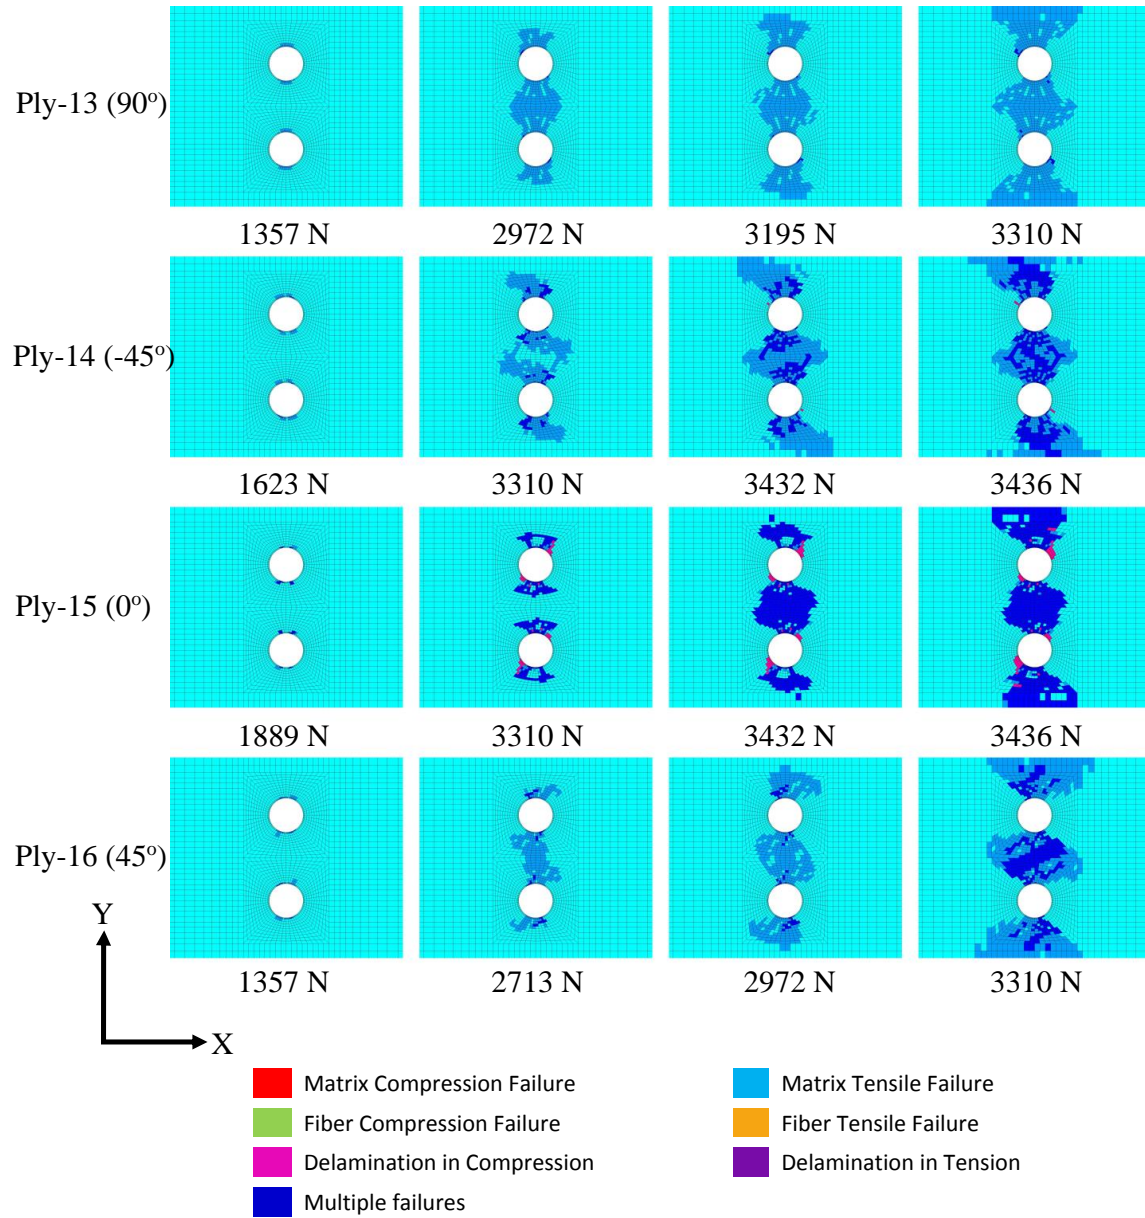 Ply-13 (90°)
1357 N 2972 N 3195 N 3310 N
Ply-14 (-45°)
1623 N 3310 N 3432 N 3436 N
Ply-15 (0°)
1889 N 3310 N 3432 N 3436 N
Ply-16 (45°)
1357 N 2713 N 2972 N 3310 N
Y
X
Matrix Compression Failure Matrix Tensile Failure
Fiber Compression Failure Fiber Tensile Failure
Delamination in Compression Delamination in Tension
Multiple failures